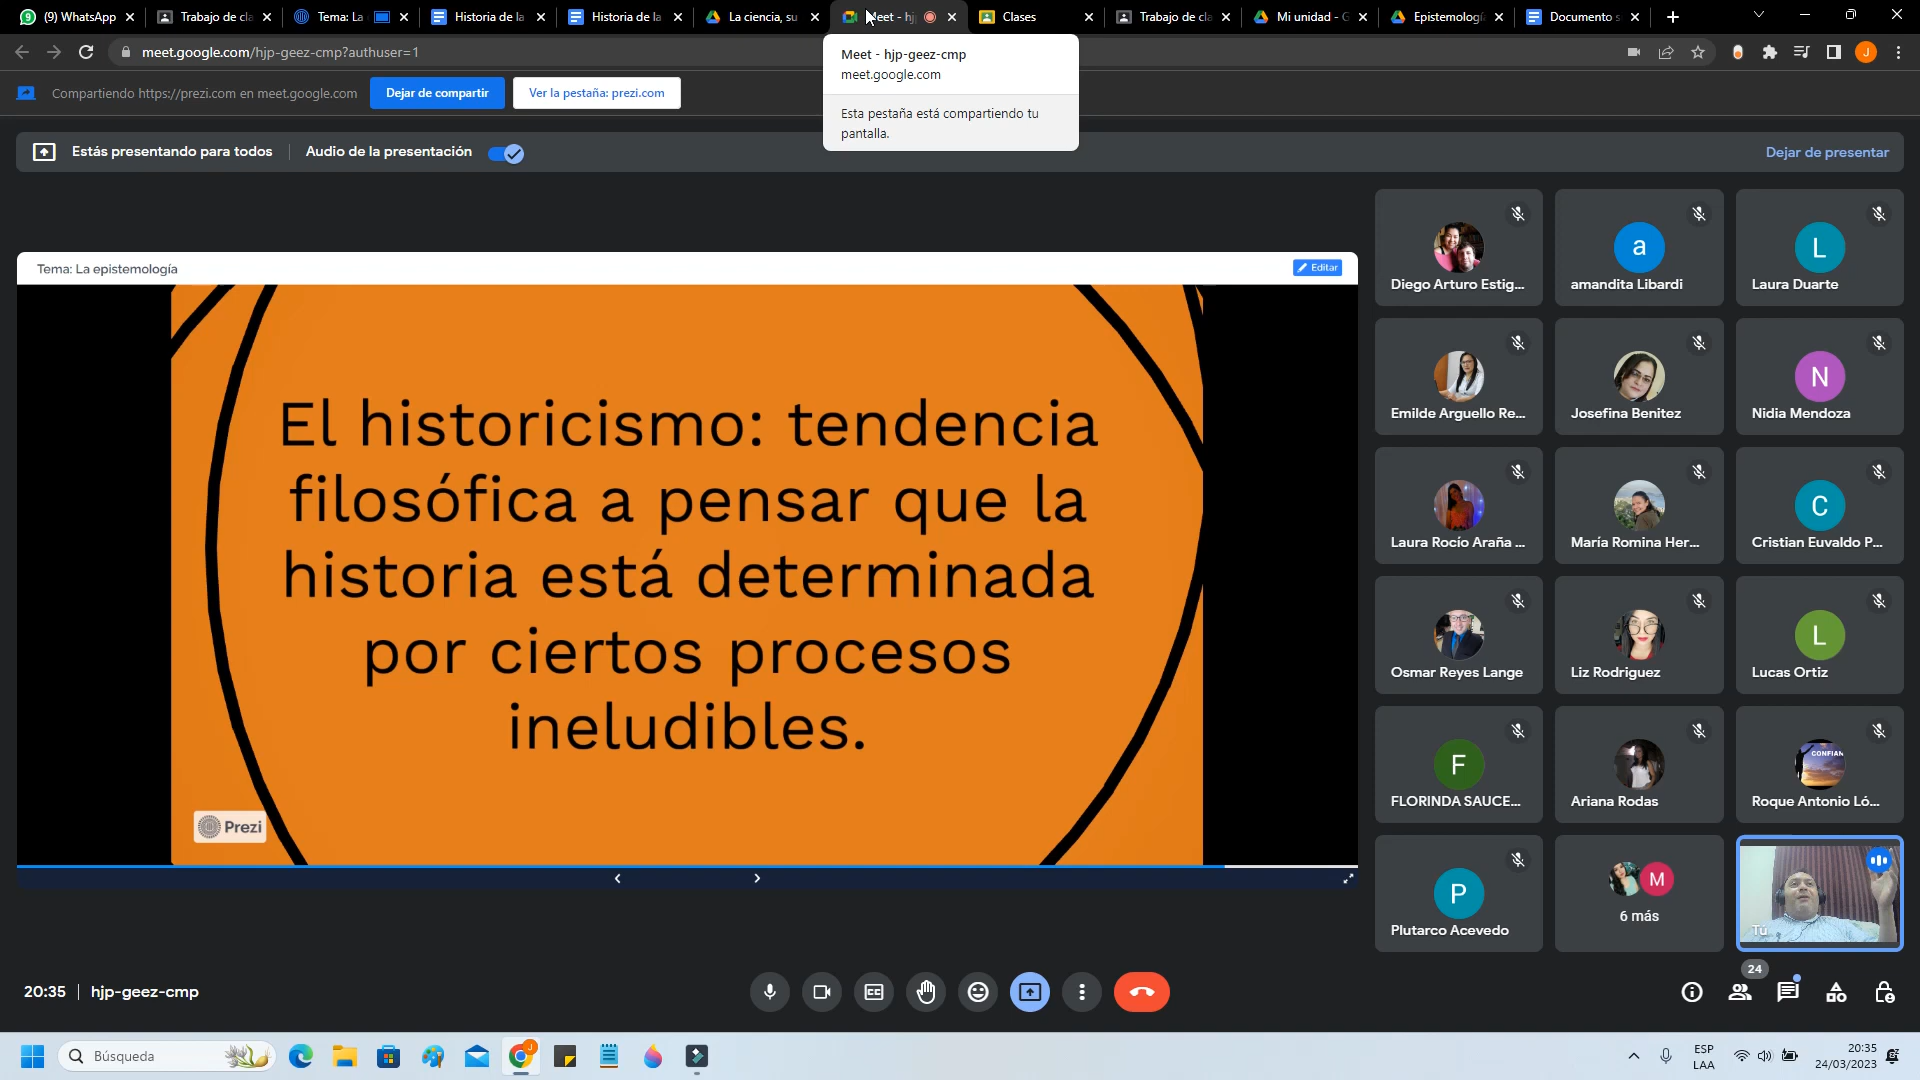 (9) WhatsApp
Trabajo de cla
Tema: La
Historia de la
Historia de la
La ciencia, su
Meet - hj
Clases
Trabajo de cla
Mi unidad - G
Epistemologí
Documento s
meet.google.com/hjp-geez-cmp?authuser=1
J
Meet - hjp-geez-cmp
meet.google.com
Esta pestaña está compartiendo tu
pantalla.
Compartiendo https://prezi.com en meet.google.com
Dejar de compartir
Ver la pestaña: prezi.com
Estás presentando para todos
Audio de la presentación
Dejar de presentar
Tema: La epistemología
Editar
El historicismo: tendencia
filosófica a pensar que la
historia está determinada
por ciertos procesos
ineludibles.
Prezi
Diego Arturo Estig...
a
amandita Libardi
L
Laura Duarte
Emilde Arguello Re...
Josefina Benitez
N
Nidia Mendoza
Laura Rocío Araña ...
María Romina Her...
C
Cristian Euvaldo P...
Osmar Reyes Lange
Liz Rodriguez
L
Lucas Ortiz
F
FLORINDA SAUCE...
Ariana Rodas
CONFIAN
Roque Antonio Ló...
P
Plutarco Acevedo
M
6 más
Tú
20:35 | hjp-geez-cmp
CC
24
Búsqueda
J
ESP
LAA
20:35
24/03/2023